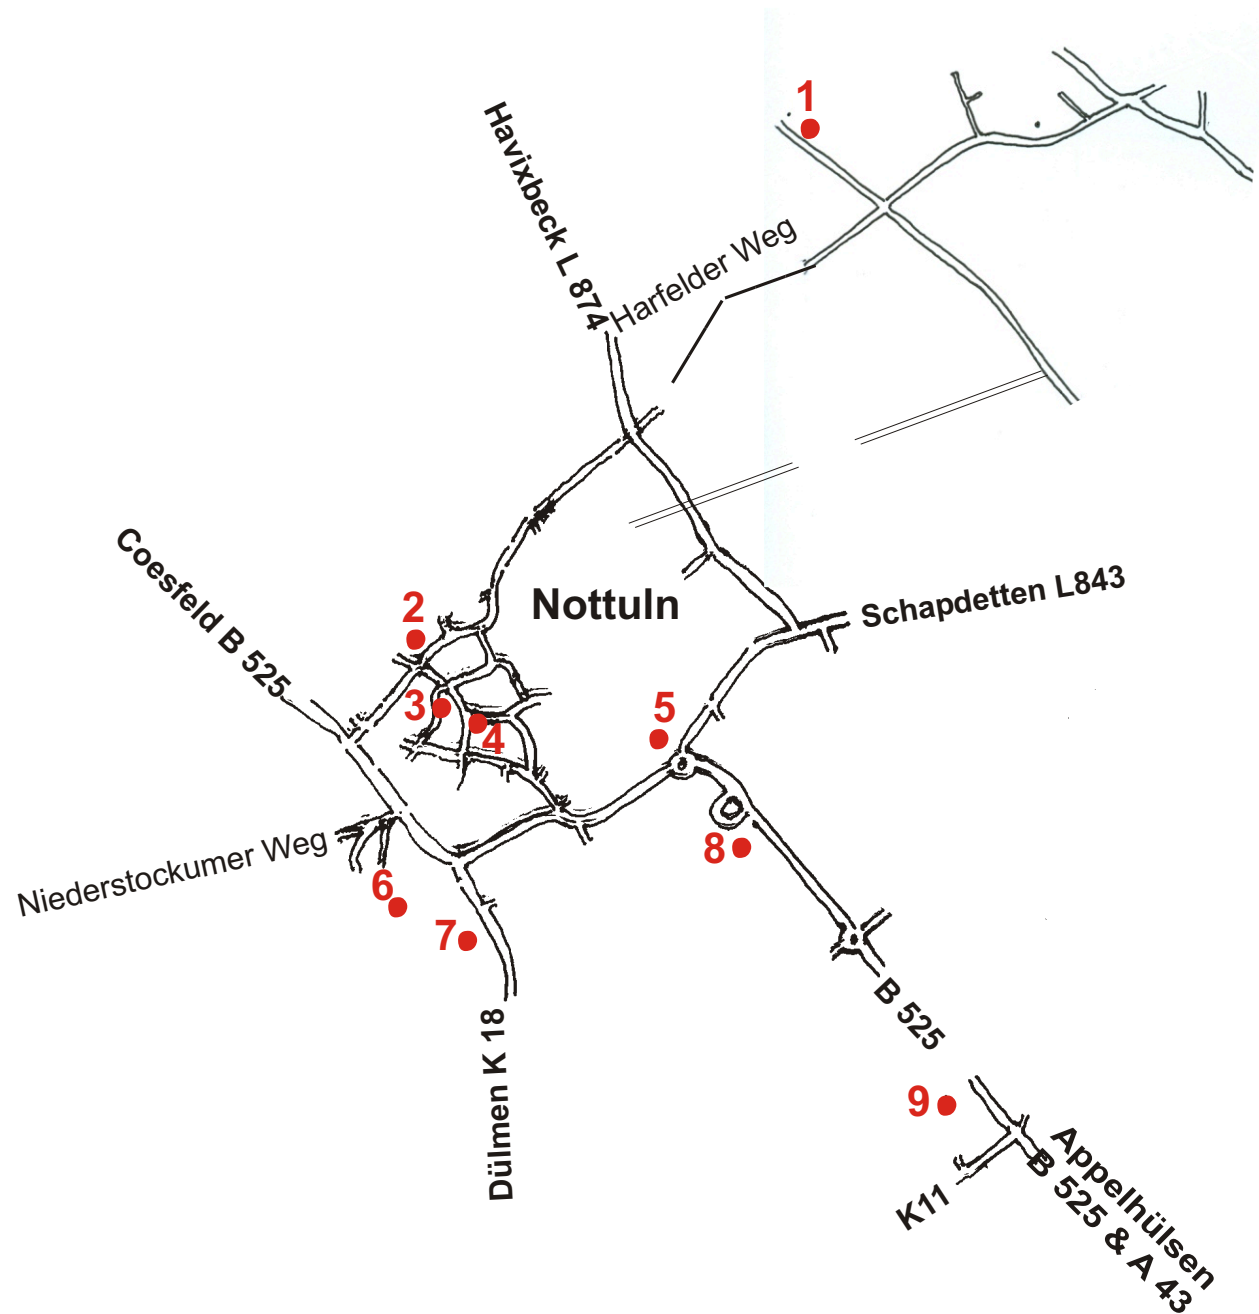 1
Havixbeck L 874
Harfelder Weg
Coesfeld B 525
Nottuln
Schapdetten L843
2
3
4
5
Niederstockumer Weg
6
7
8
B 525
Dülmen K 18
9
Appelhülsen
B 525 & A 43
K11